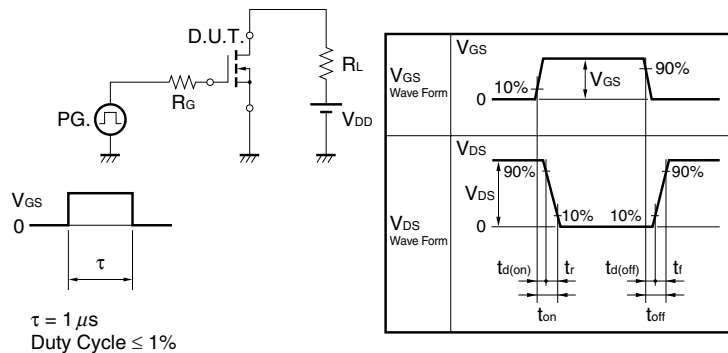 D.U.T.
RL
RG
PG.
VDD
VGS
0
τ
τ = 1 μs
Duty Cycle ≤ 1%
VGS
Wave Form
VGS
10%
0
VGS
90%
VDS
Wave Form
VDS
90%
VDS
0
10%
10%
90%
td(on)
tr
td(off)
tf
ton
toff